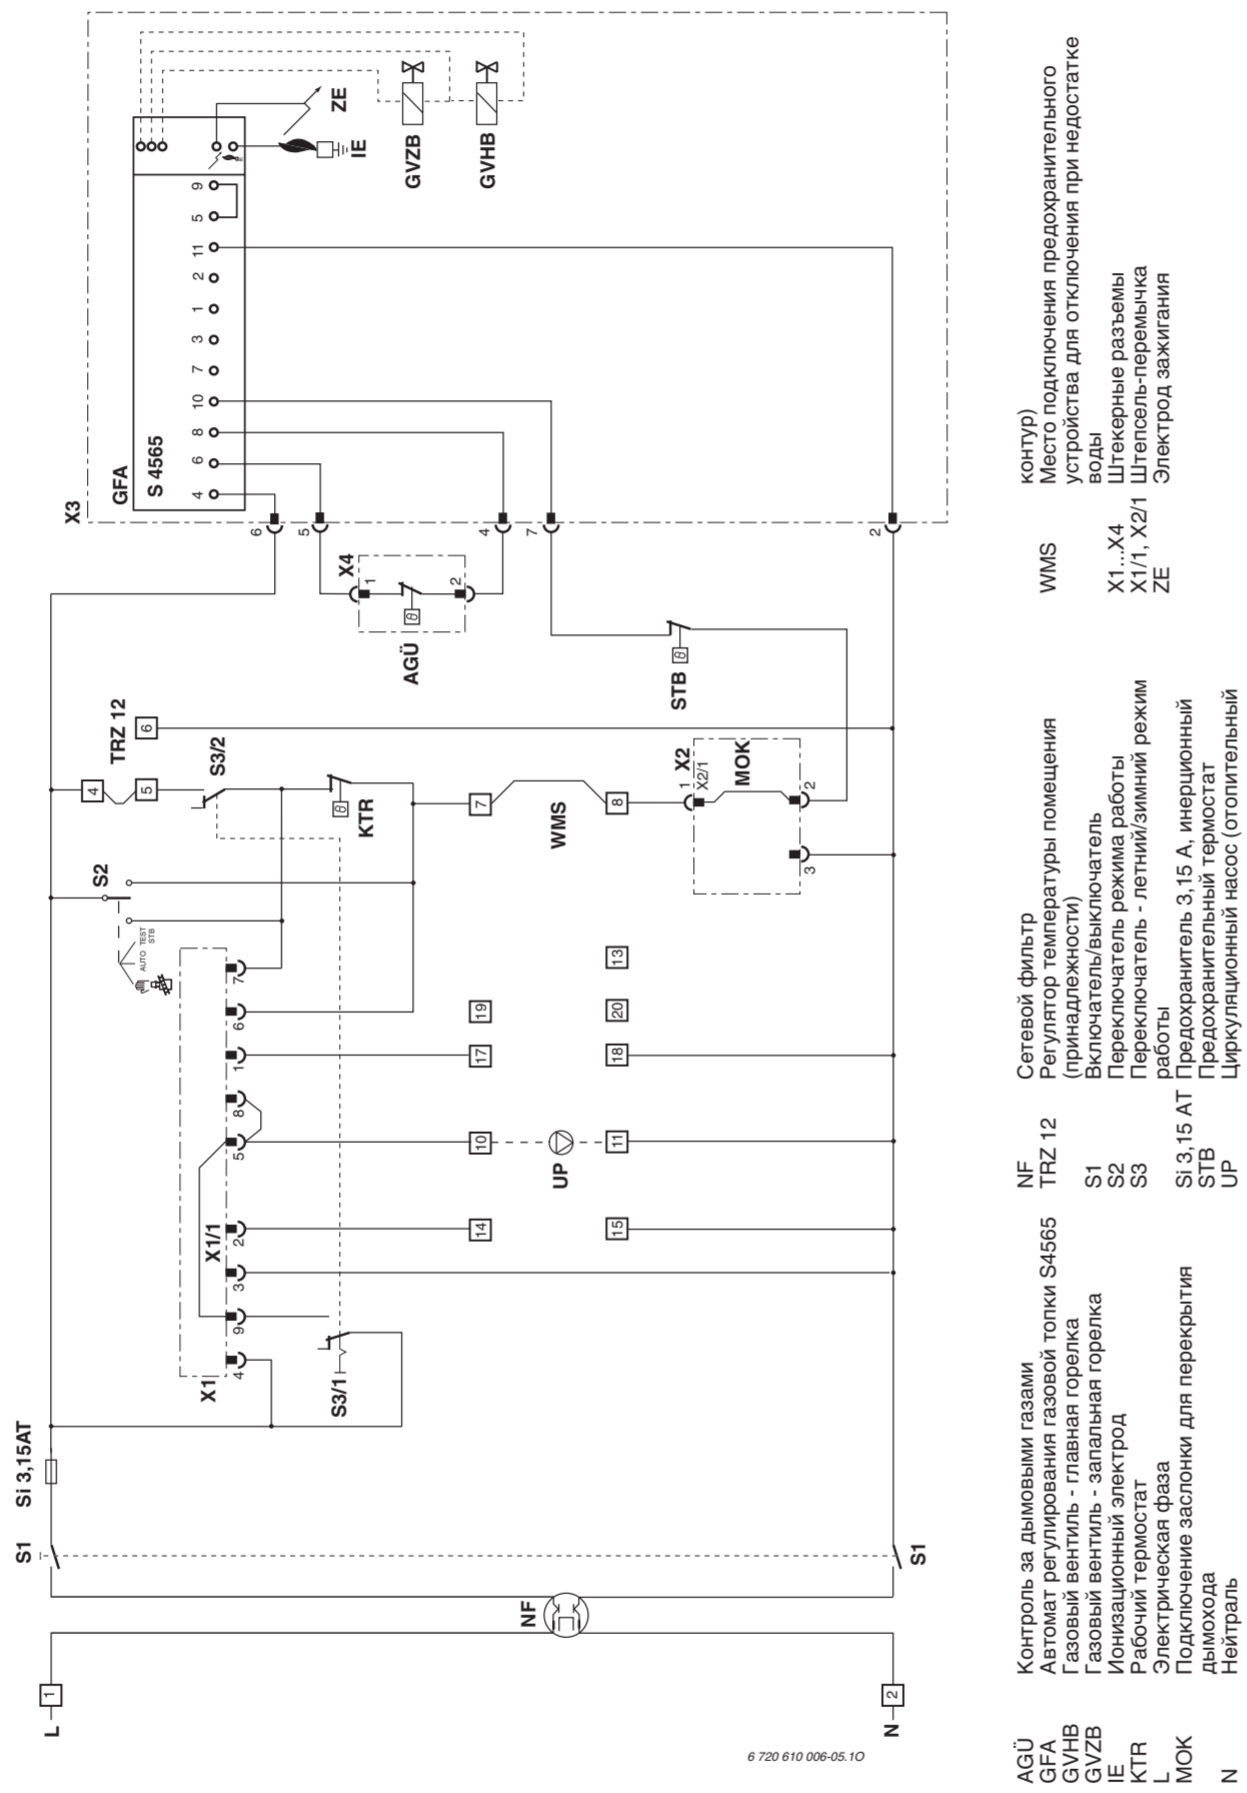 L
1
N
2
NF
S1
S1
Si 3,15AT
X1
4
9
3
2
5
8
1
6
7
X1/1
S3/1
14
15
10
11
UP
17
18
19
20
13
S2
AUTO
TEST
STB
TRZ 12
4
5
6
S3/2
KTR
7
8
WMS
X2
X2/1
1
2
3
MOK
STB
AGÜ
X4
1
2
X3
6
5
4
7
2
GFA
S 4565
4
6
8
10
7
3
1
2
11
5
9
ZE
IE
GVZB
GVHB
6 720 610 006-05.1O
AGÜ Контроль за дымовыми газами
GFA Автомат регулирования газовой топки S4565
GVHB Газовый вентиль - главная горелка
GVZB Газовый вентиль - запальная горелка
IE Ионизационный электрод
KTR Рабочий термостат
L Электрическая фаза
MOK Подключение заслонки для перекрытия
дымохода
N Нейтраль
NF Сетевой фильтр
TRZ 12 Регулятор температуры помещения
(принадлежности)
S1 Включатель/выключатель
S2 Переключатель режима работы
S3 Переключатель - летний/зимний режим
работы
Si 3,15 AT Предохранитель 3,15 А, инерционный
STB Предохранительный термостат
UP Циркуляционный насос (отопительный
контур)
WMS Место подключения предохранительного
устройства для отключения при недостатке
воды
X1...X4 Штекерные разъемы
X1/1, X2/1 Штепсель-перемычка
ZE Электрод зажигания